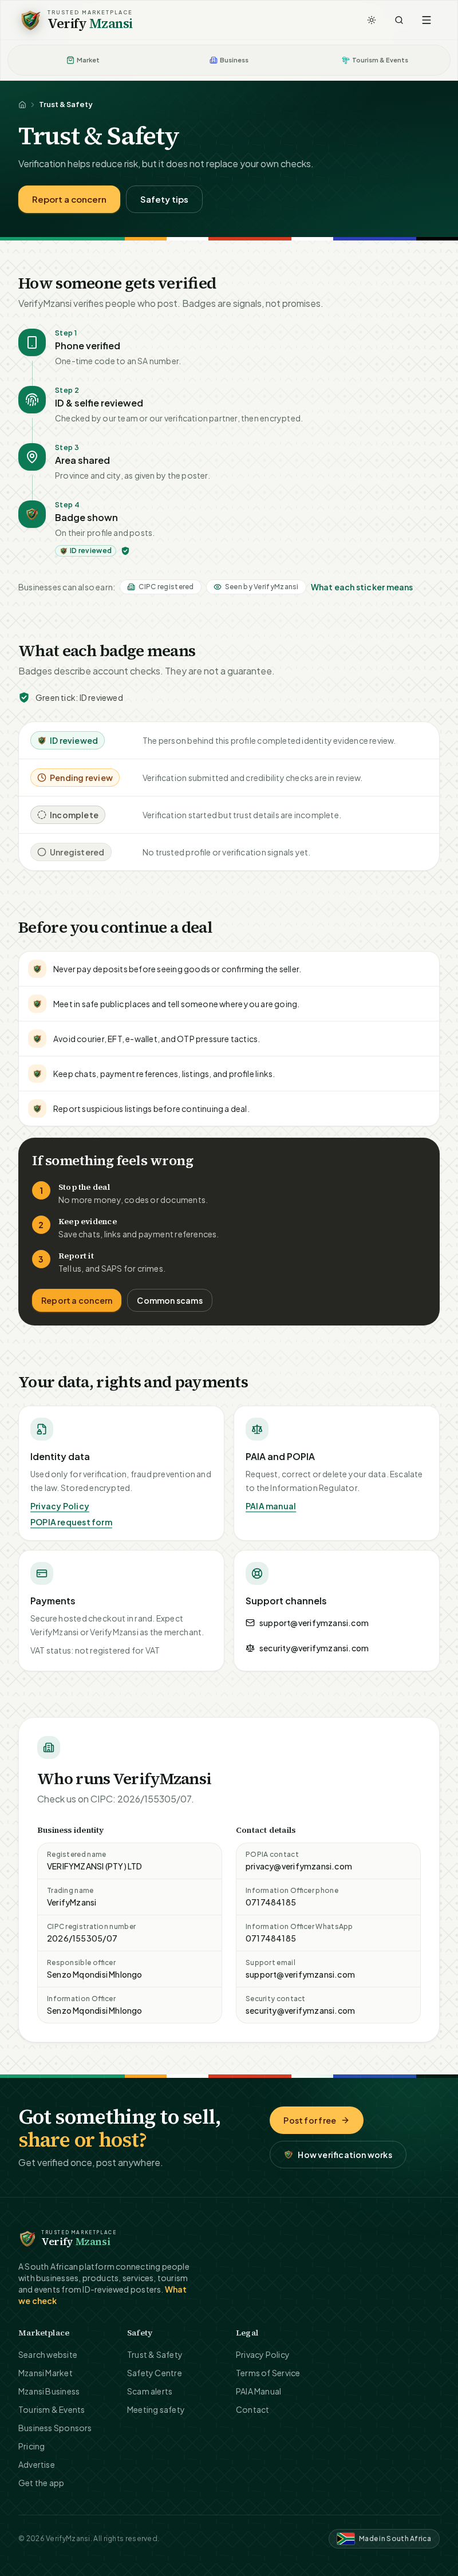 TRUSTED MARKETPLACE
Verify Mzansi
Market
Business
Tourism & Events
Trust & Safety
Trust & Safety
Verification helps reduce risk, but it does not replace your own checks.
Report a concern
Safety tips
How someone gets verified
VerifyMzansi verifies people who post. Badges are signals, not promises.
Step 1
Phone verified
One-time code to an SA number.
Step 2
ID & selfie reviewed
Checked by our team or our verification partner, then encrypted.
Step 3
Area shared
Province and city, as given by the poster.
Step 4
Badge shown
On their profile and posts.
ID reviewed
Businesses can also earn:
CIPC registered
Seen by VerifyMzansi
What each sticker means
What each badge means
Badges describe account checks. They are not a guarantee.
Green tick: ID reviewed
ID reviewed
The person behind this profile completed identity evidence review.
Pending review
Verification submitted and credibility checks are in review.
Incomplete
Verification started but trust details are incomplete.
Unregistered
No trusted profile or verification signals yet.
Before you continue a deal
Never pay deposits before seeing goods or confirming the seller.
Meet in safe public places and tell someone where you are going.
Avoid courier, EFT, e-wallet, and OTP pressure tactics.
Keep chats, payment references, listings, and profile links.
Report suspicious listings before continuing a deal.
If something feels wrong
1
Stop the deal
No more money, codes or documents.
2
Keep evidence
Save chats, links and payment references.
3
Report it
Tell us, and SAPS for crimes.
Report a concern
Common scams
Your data, rights and payments
Identity data
Used only for verification, fraud prevention and the law. Stored encrypted.
Privacy Policy
POPIA request form
PAIA and POPIA
Request, correct or delete your data. Escalate to the Information Regulator.
PAIA manual
Payments
Secure hosted checkout in rand. Expect VerifyMzansi or VerifyMzansi as the merchant.
VAT status: not registered for VAT
Support channels
support@verifymzansi.com
security@verifymzansi.com
Who runs VerifyMzansi
Check us on CIPC: 2026/155305/07.
Business identity
Registered name
VERIFYMZANSI (PTY) LTD
Trading name
VerifyMzansi
CIPC registration number
2026/155305/07
Responsible officer
Senzo Mqondisi Mhlongo
Information Officer
Senzo Mqondisi Mhlongo
Contact details
POPIA contact
privacy@verifymzansi.com
Information Officer phone
0717484185
Information Officer WhatsApp
0717484185
Support email
support@verifymzansi.com
Security contact
security@verifymzansi.com
Got something to sell,
share or host?
Get verified once, post anywhere.
Post for free
How verification works
TRUSTED MARKETPLACE
Verify Mzansi
A South African platform connecting people
with businesses, products, services, tourism
and events from ID-reviewed posters. What
we check
Marketplace
Search website
Mzansi Market
Mzansi Business
Tourism & Events
Business Sponsors
Pricing
Advertise
Get the app
Safety
Trust & Safety
Safety Centre
Scam alerts
Meeting safety
Legal
Privacy Policy
Terms of Service
PAIA Manual
Contact
© 2026 VerifyMzansi. All rights reserved.
Made in South Africa